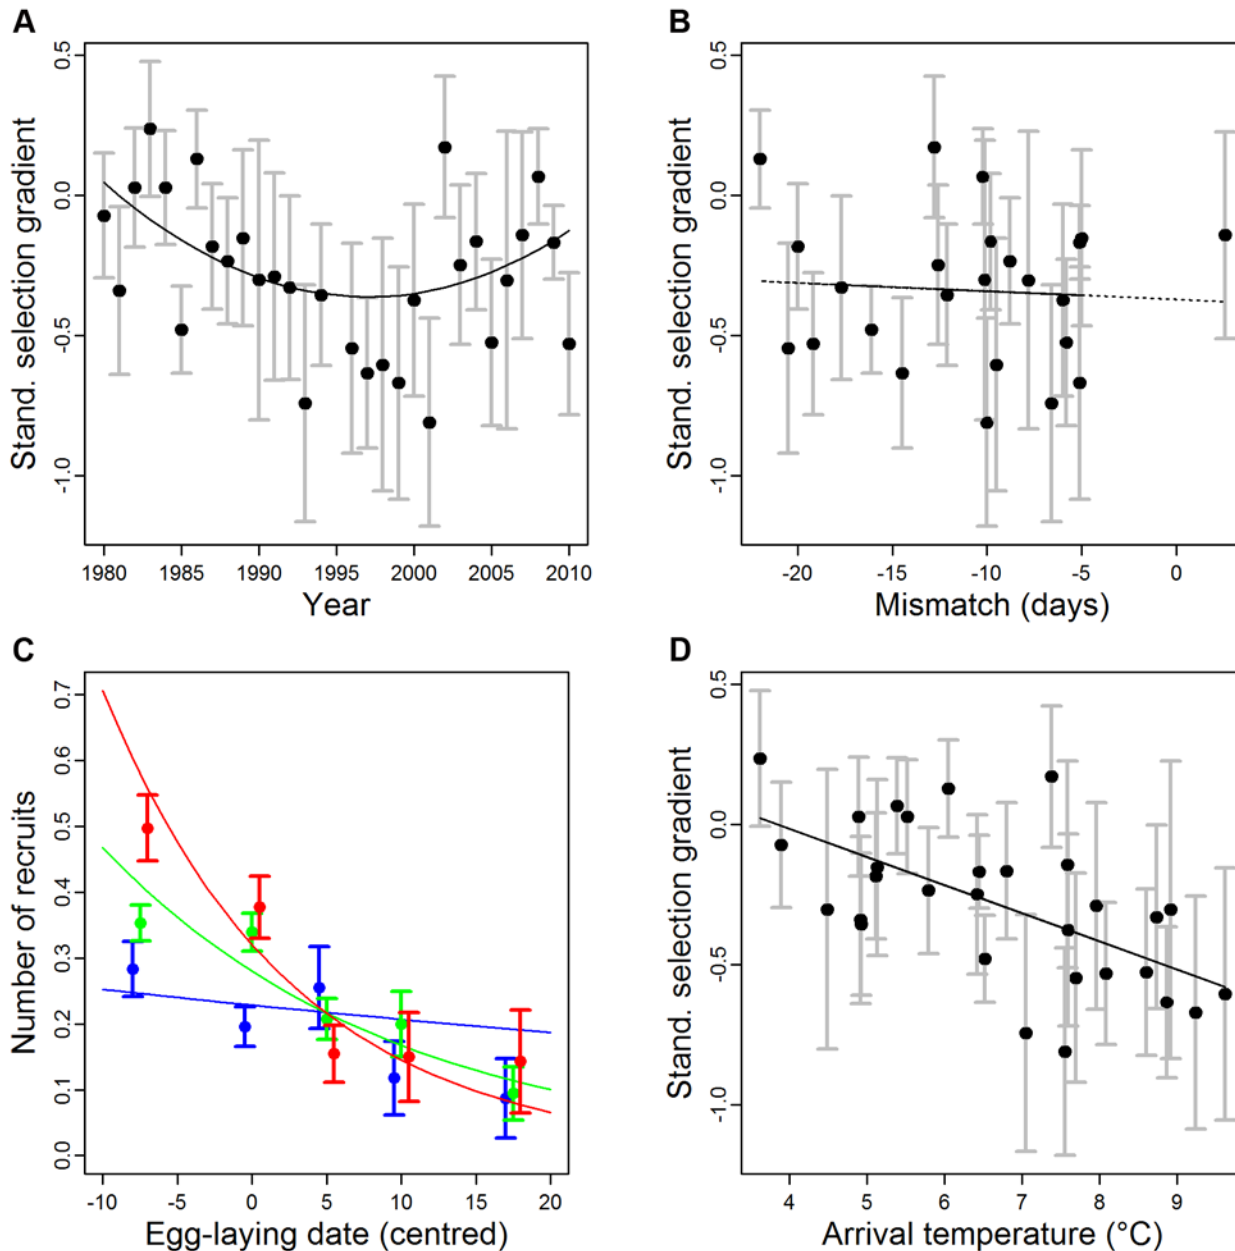 A
0.5
0.0
-0.5
-1.0
Stand. selection gradient
1980 1985 1990 1995 2000 2005 2010
Year
B
0.5
0.0
-0.5
-1.0
Stand. selection gradient
-20 -15 -10 -5 0
Mismatch (days)
C
0.7
0.6
0.5
0.4
0.3
0.2
0.1
0.0
Number of recruits
-10 -5 0 5 10 15 20
Egg-laying date (centred)
D
0.5
0.0
-0.5
-1.0
Stand. selection gradient
4 5 6 7 8 9
Arrival temperature (°C)